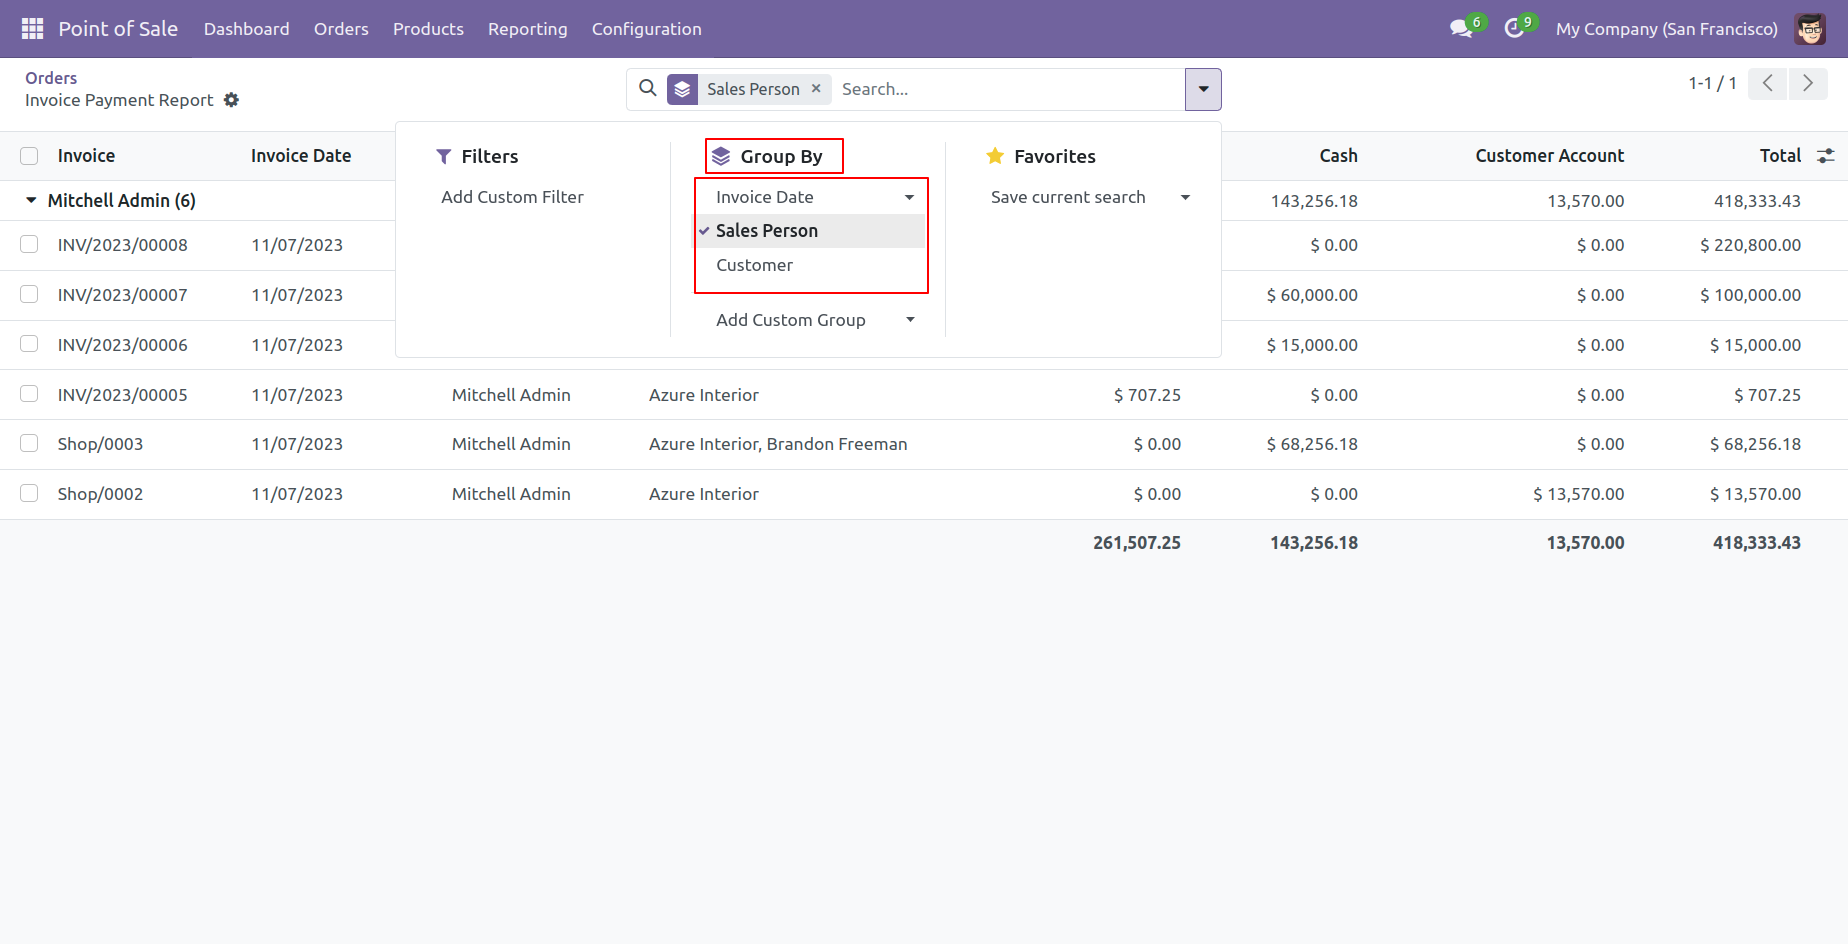 Point of Sale Dashboard Orders Products Reporting Configuration 6 9 My Company (San Francisco)
Orders
Invoice Payment Report
Sales Person × Search...
1-1 / 1
Invoice Invoice Date Cash Customer Account Total
Filters
Add Custom Filter
Group By
Invoice Date
Sales Person
Customer
Add Custom Group
Favorites
Save current search
Mitchell Admin (6) 143,256.18 13,570.00 418,333.43
INV/2023/00008 11/07/2023 $ 0.00 $ 0.00 $ 220,800.00
INV/2023/00007 11/07/2023 $ 60,000.00 $ 0.00 $ 100,000.00
INV/2023/00006 11/07/2023 $ 15,000.00 $ 0.00 $ 15,000.00
INV/2023/00005 11/07/2023 Mitchell Admin Azure Interior $ 707.25 $ 0.00 $ 0.00 $ 707.25
Shop/0003 11/07/2023 Mitchell Admin Azure Interior, Brandon Freeman $ 0.00 $ 68,256.18 $ 0.00 $ 68,256.18
Shop/0002 11/07/2023 Mitchell Admin Azure Interior $ 0.00 $ 0.00 $ 13,570.00 $ 13,570.00
261,507.25 143,256.18 13,570.00 418,333.43